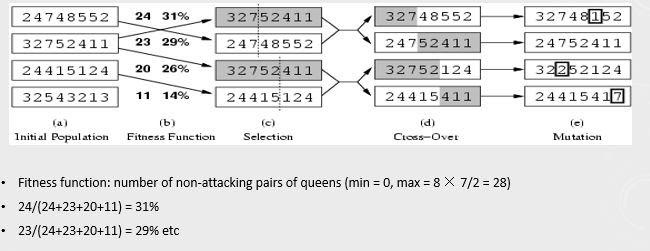 24748552 24 31% 32752411 32748552 32748152
32752411 23 29% 24748552 24752411 24752411
24415124 20 26% 32752411 32752124 32252124
32543213 11 14% 24415124 24415411 24415417
(a) (b) (c) (d) (e)
Initial Population Fitness Function Selection Cross-Over Mutation
• Fitness function: number of non-attacking pairs of queens (min = 0, max = 8 × 7/2 = 28)
• 24/(24+23+20+11) = 31%
• 23/(24+23+20+11) = 29% etc